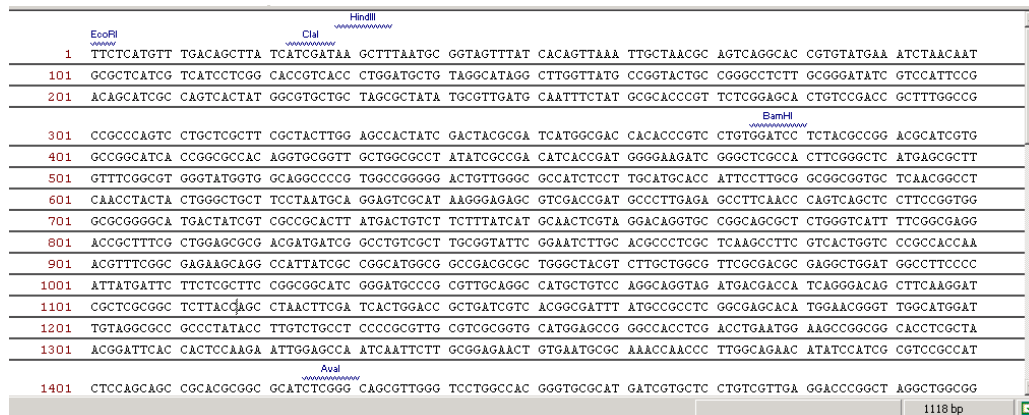 HindIII
EcoRI ClaI
1 TTCTCATGTT TGACAGCTTA TCATCGATAA GCTTTAATGC GGTAGTTTAT CACAGTTAAA TTGCTAACGC AGTCAGGCAC CGTGTATGAA ATCTAACAAT
101 GCGCTCATCG TCATCCTCGG CACCGTCACC CTGGATGCTG TAGGCATAGG CTTGGTTATG CCGGTACTGC CGGGCCTCTT GCGGGATATC GTCCATTCCG
201 ACAGCATCGC CAGTCACTAT GGCGTGCTGC TAGCGCTATA TGCGTTGATG CAATTTCTAT GCGCACCCGT TCTCGGAGCA CTGTCCGACC GCTTTGGCCG
BamHI
301 CCGCCCAGTC CTGCTCGCTT CGCTACTTGG AGCCACTATC GACTACGCGA TCATGGCGAC CACACCCGTC CTGTGGATCC TCTACGCCGG ACGCATCGTG
401 GCCGGCATCA CCGGCGCCAC AGGTGCGGTT GCTGGCGCCT ATATCGCCGA CATCACCGAT GGGGAAGATC GGGCTCGCCA CTTCGGGCTC ATGAGCGCTT
501 GTTTCGGCGT GGGTATGGTG GCAGGCCCCG TGGCCGGGGG ACTGTTGGGC GCCATCTCCT TGCATGCACC ATTCCTTGCG GCGGCGGTGC TCAACGGCCT
601 CAACCTACTA CTGGGCTGCT TCCTAATGCA GGAGTCGCAT AAGGGAGAGC GTCGACCGAT GCCCTTGAGA GCCTTCAACC CAGTCAGCTC CTTCCGGTGG
701 GCGCGGGGCA TGACTATCGT CGCCGCACTT ATGACTGTCT TCTTTATCAT GCAACTCGTA GGACAGGTGC CGGCAGCGCT CTGGGTCATT TTCGGCGAGG
801 ACCGCTTTCG CTGGAGCGCG ACGATGATCG GCCTGTCGCT TGCGGTATTC GGAATCTTGC ACGCCCTCGC TCAAGCCTTC GTCACTGGTC CCGCCACCAA
901 ACGTTTCGGC GAGAAGCAGG CCATTATCGC CGGCATGGCG GCCGACGCGC TGGGCTACGT CTTGCTGGCG TTCGCGACGC GAGGCTGGAT GGCCTTCCCC
1001 ATTATGATTC TTCTCGCTTC CGGCGGCATC GGGATGCCCG CGTTGCAGGC CATGCTGTCC AGGCAGGTAG ATGACGACCA TCAGGGACAG CTTCAAGGAT
1101 CGCTCGCGGC TCTTACCAGC CTAACTTCGA TCACTGGACC GCTGATCGTC ACGGCGATTT ATGCCGCCTC GGCGAGCACA TGGAACGGGT TGGCATGGAT
1201 TGTAGGCGCC GCCCTATACC TTGTCTGCCT CCCCGCGTTG CGTCGCGGTG CATGGAGCCG GGCCACCTCG ACCTGAATGG AAGCCGGCGG CACCTCGCTA
1301 ACGGATTCAC CACTCCAAGA ATTGGAGCCA ATCAATTCTT GCGGAGAACT GTGAATGCGC AAACCAACCC TTGGCAGAAC ATATCCATCG CGTCCGCCAT
AvaI
1401 CTCCAGCAGC CGCACGCGGC GCATCTCGGG CAGCGTTGGG TCCTGGCCAC GGGTGCGCAT GATCGTGCTC CTGTCGTTGA GGACCCGGCT AGGCTGGCGG
1118 bp